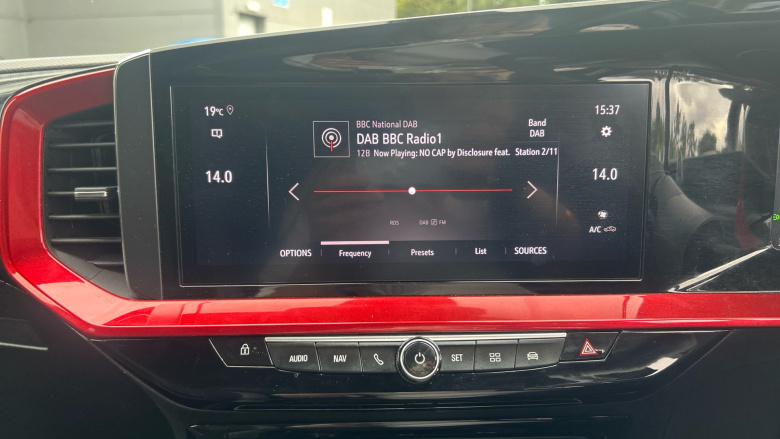 19°C
15:37
BBC National DAB
Band
DAB BBC Radio1
DAB
12B Now Playing: NO CAP by Disclosure feat. Station 2/11
14.0
14.0
RDS DAB FM
A/C
OPTIONS Frequency Presets List SOURCES
AUDIO NAV SET